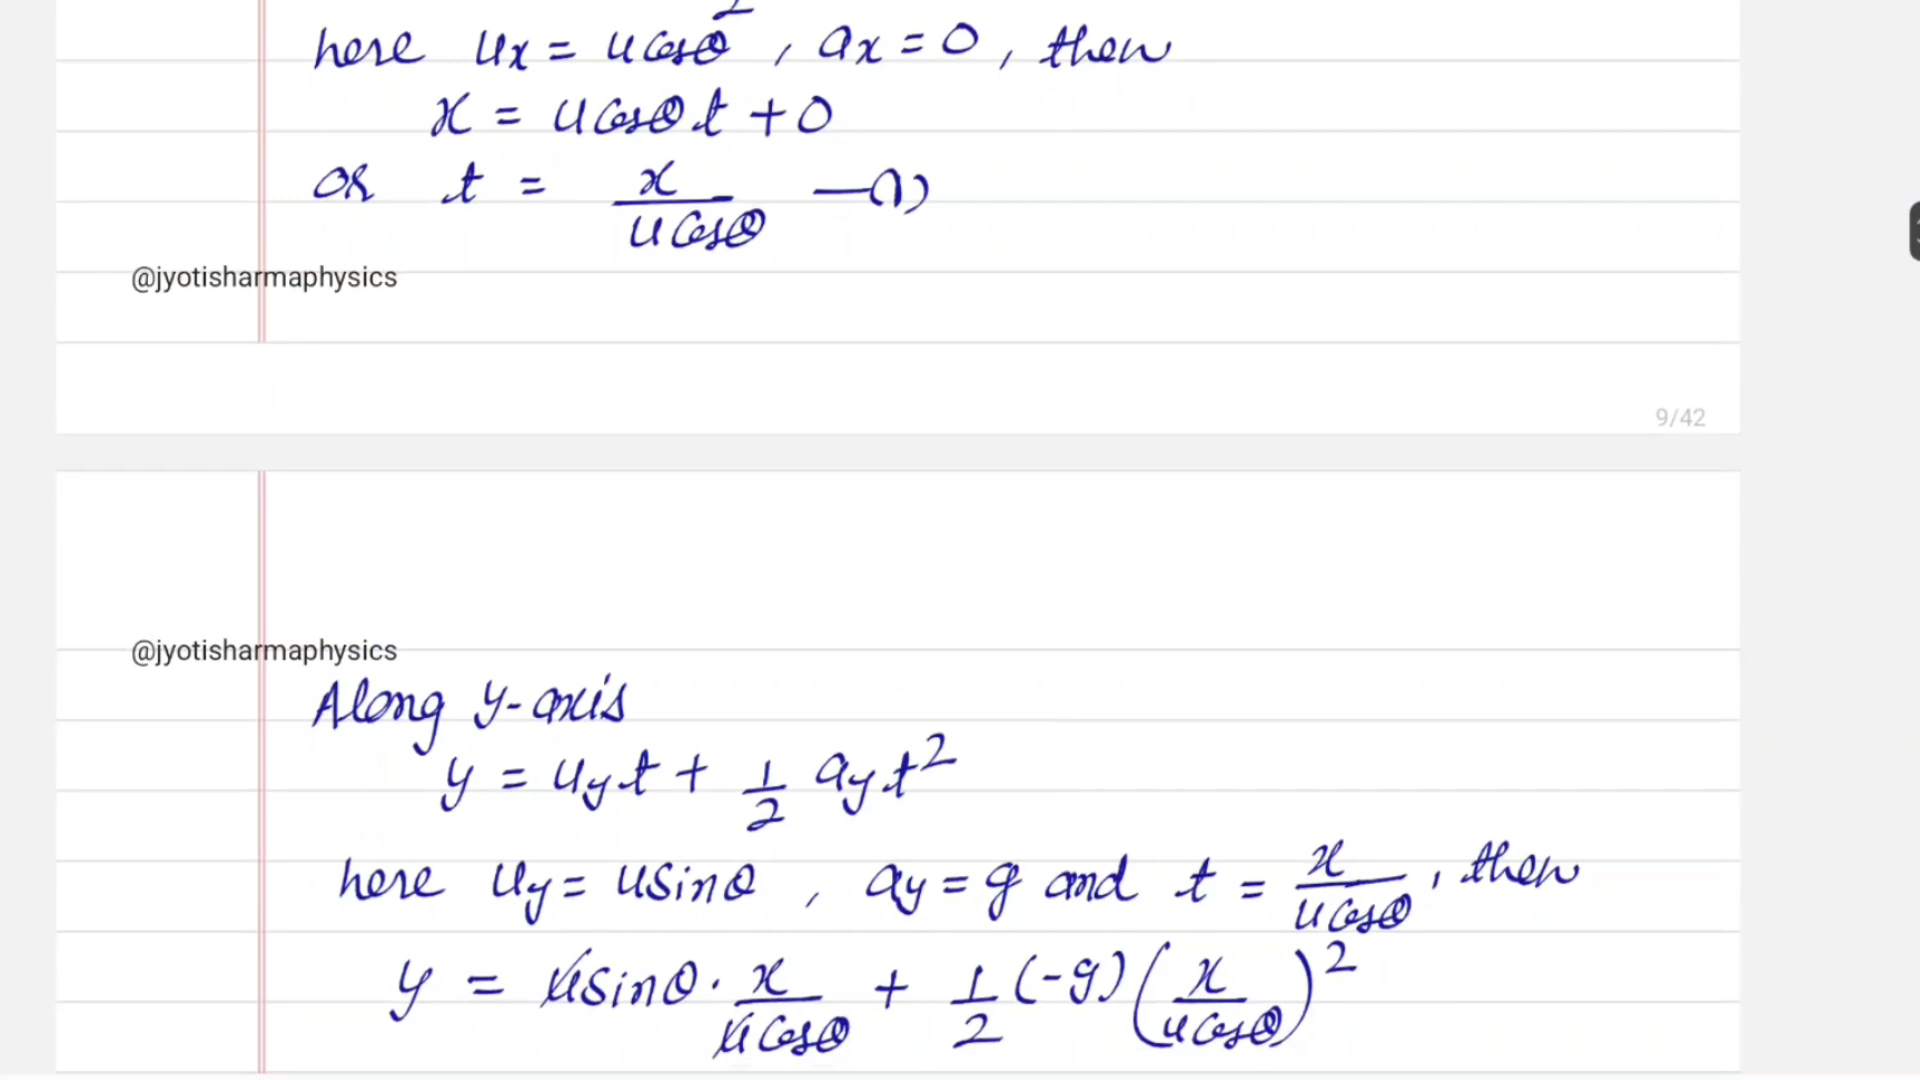 here ux = u cosθ , ax = 0 , then
x = u cosθ t + 0
or t = x/(u cosθ) —(1)
@jyotisharmaphysics
9/42
@jyotisharmaphysics
Along y-axis
y = uy t + 1/2 ay t²
here uy = u sinθ , ay = g and t = x/(u cosθ) , then
y = u sinθ · x/(u cosθ) + 1/2 (-g) (x/(u cosθ))²